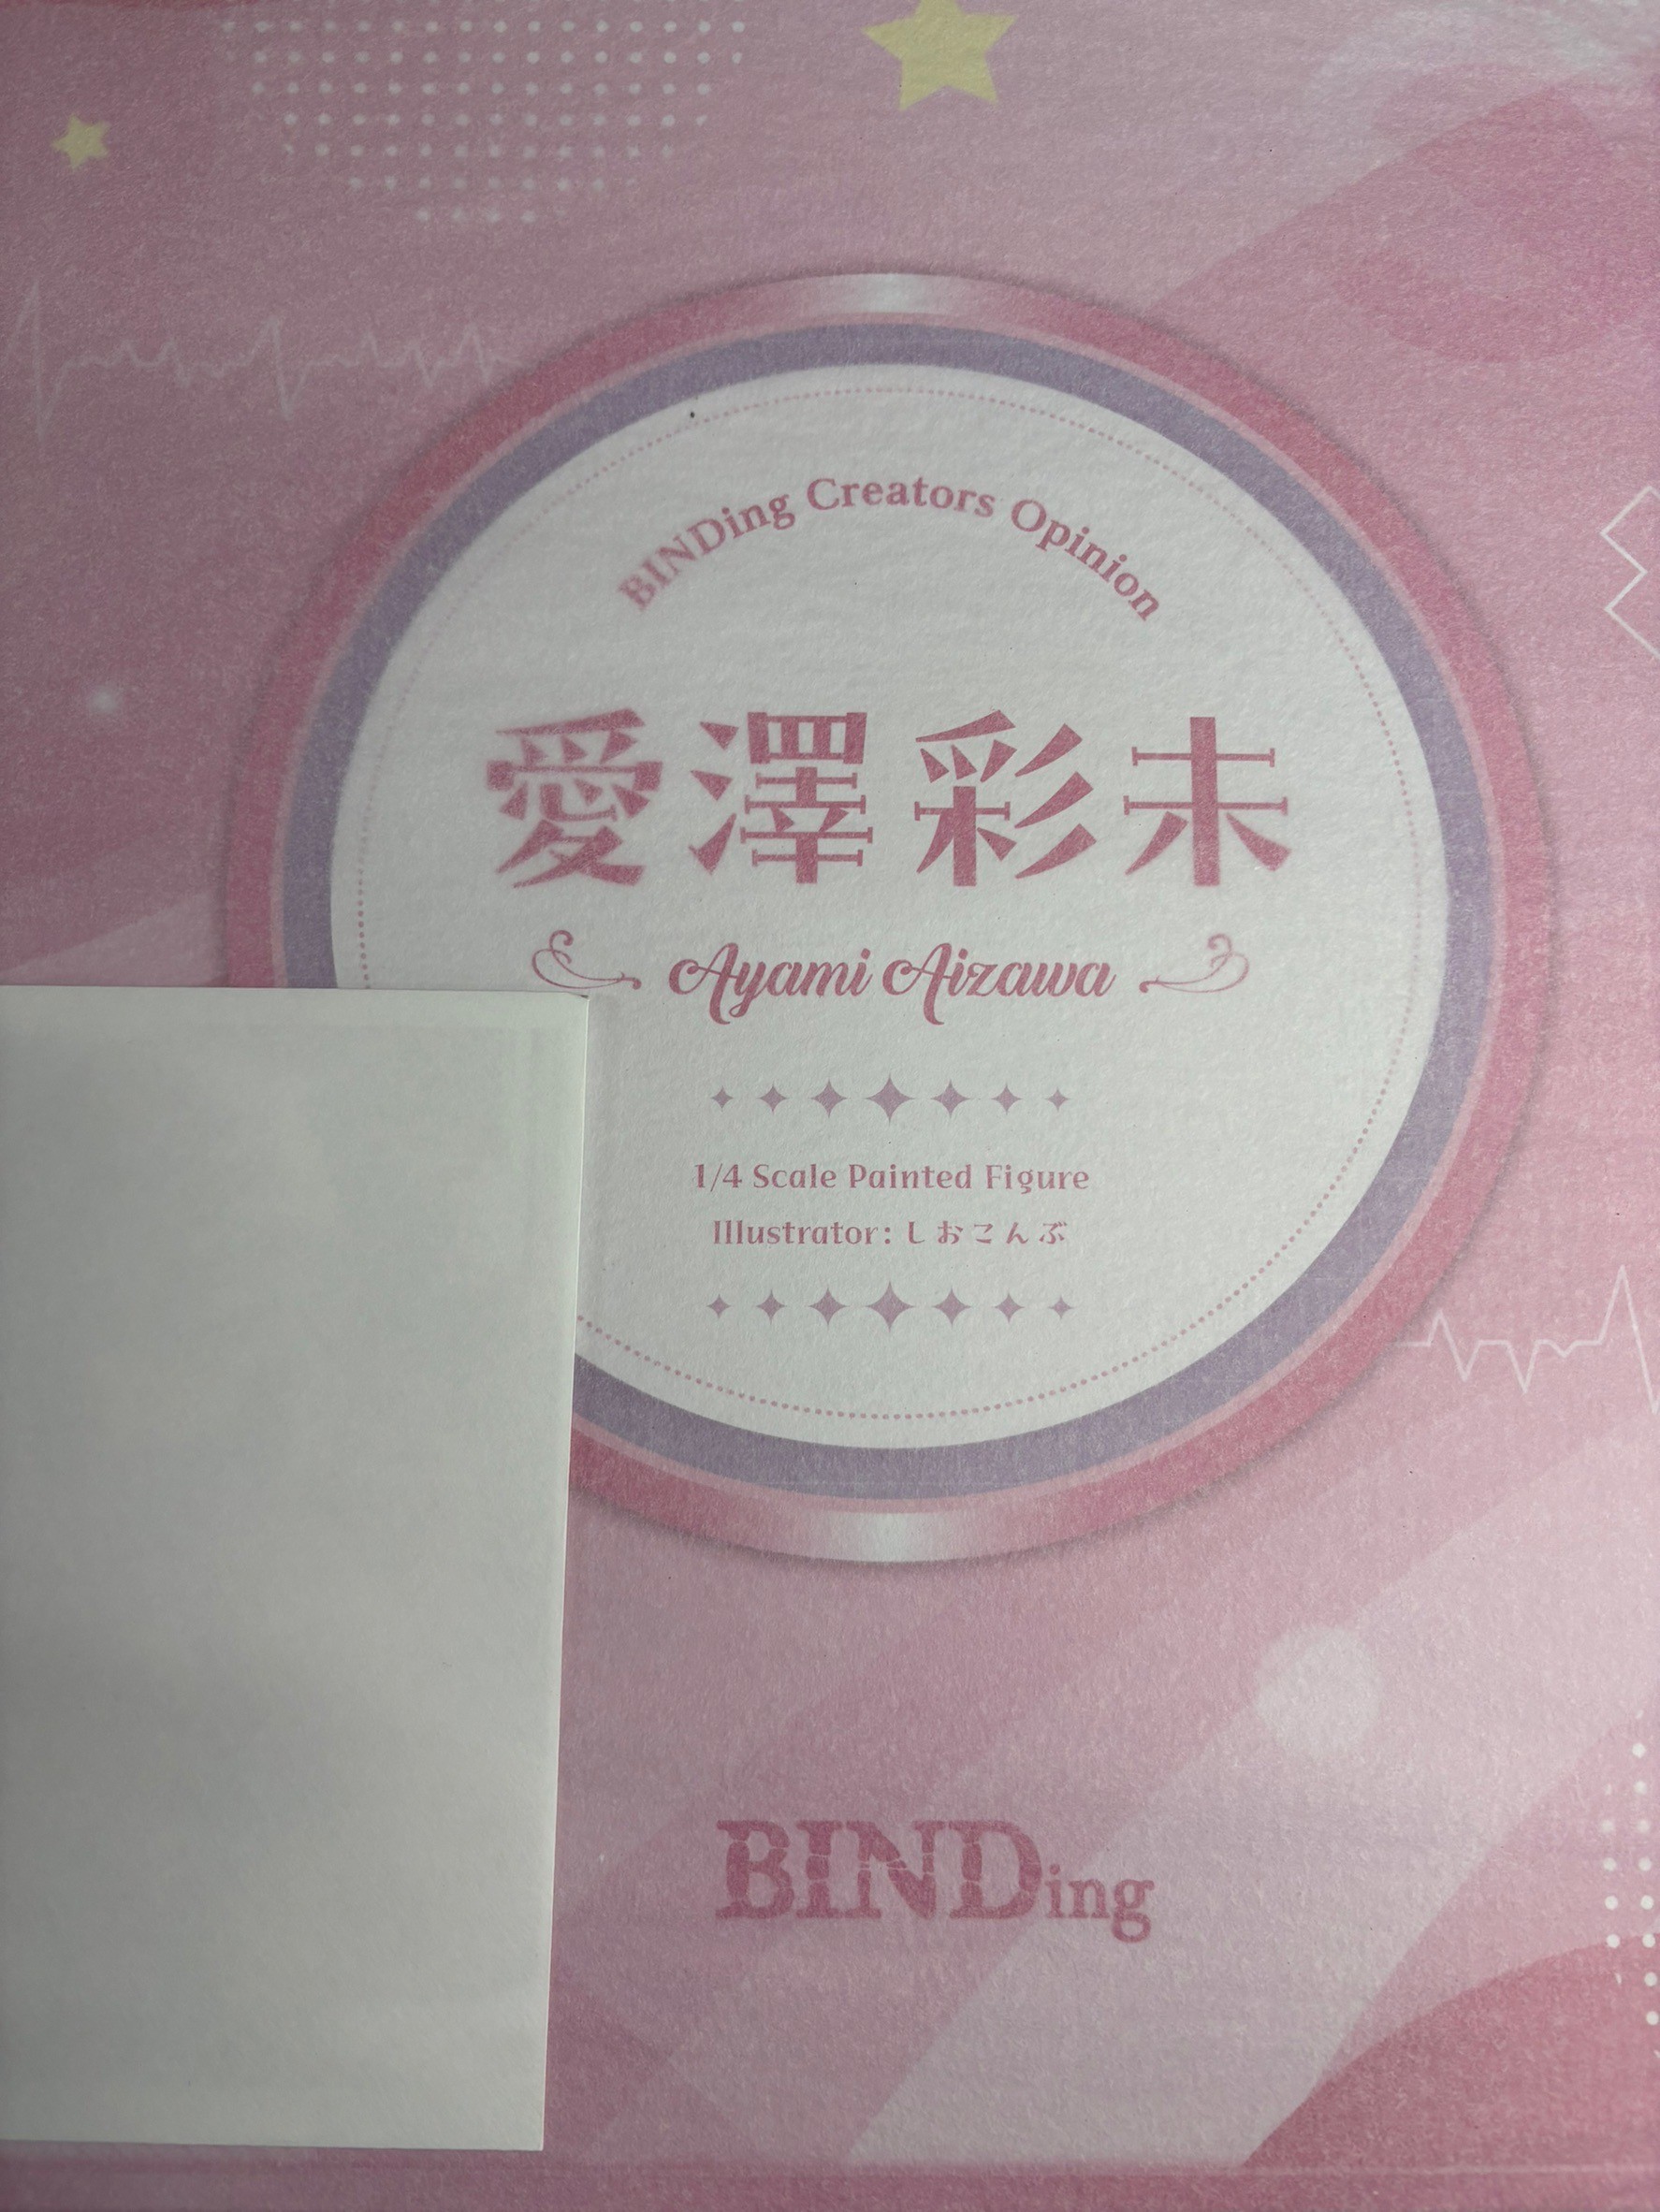 BINDing Creators Opinion
愛澤彩未
Ayami Aizawa
1/4 Scale Painted Figure
Illustrator: しおこんぶ
BINDing